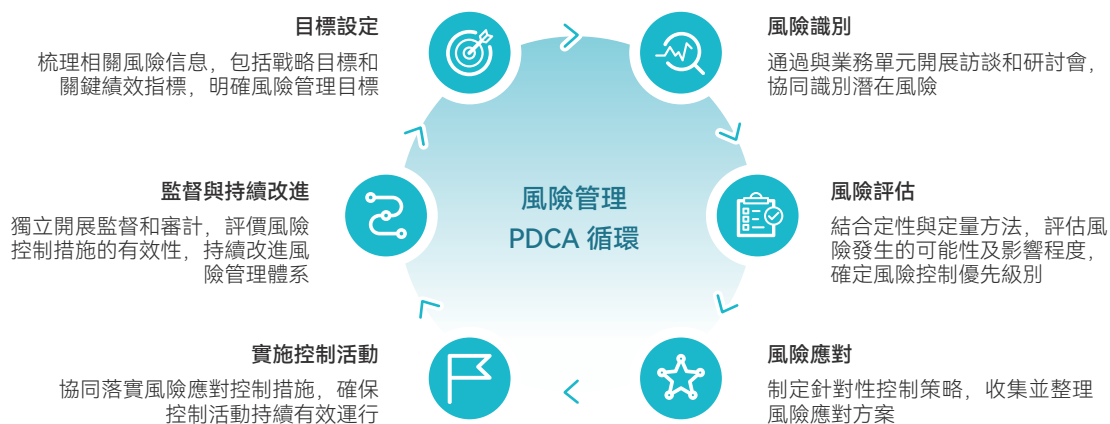 目標設定
梳理相關風險信息，包括戰略目標和
關鍵績效指標，明確風險管理目標
風險識別
通過與業務單元開展訪談和研討會，
協同識別潛在風險
監督與持續改進
獨立開展監督和審計，評價風險
控制措施的有效性，持續改進風
險管理體系
風險管理
PDCA 循環
風險評估
結合定性與定量方法，評估風
險發生的可能性及影響程度，
確定風險控制優先級別
實施控制活動
協同落實風險應對控制措施，確保
控制活動持續有效運行
風險應對
制定針對性控制策略，收集並整理
風險應對方案